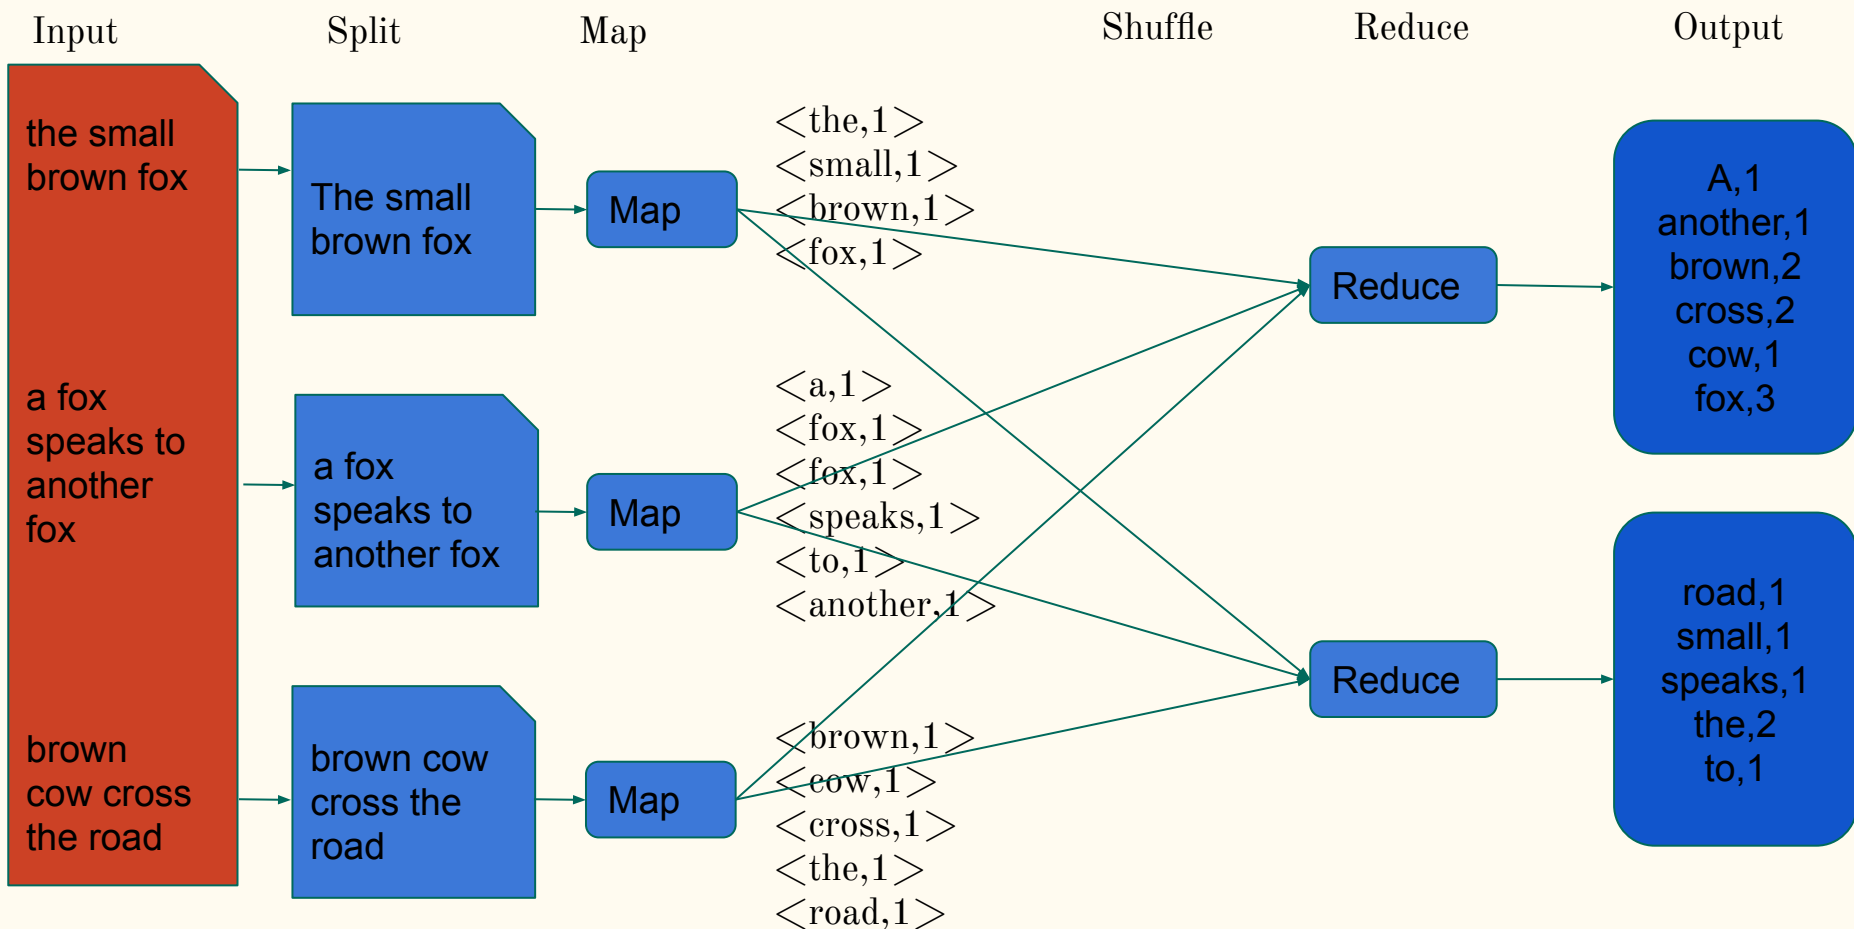 Input
Split
Map
Shuffle
Reduce
Output
the small
brown fox
a fox
speaks to
another
fox
brown
cow cross
the road
The small
brown fox
a fox
speaks to
another fox
brown cow
cross the
road
Map
Map
Map
<the,1>
<small,1>
<brown,1>
<fox,1>
<a,1>
<fox,1>
<fox,1>
<speaks,1>
<to,1>
<another,1>
<brown,1>
<cow,1>
<cross,1>
<the,1>
<road,1>
Reduce
Reduce
A,1
another,1
brown,2
cross,2
cow,1
fox,3
road,1
small,1
speaks,1
the,2
to,1